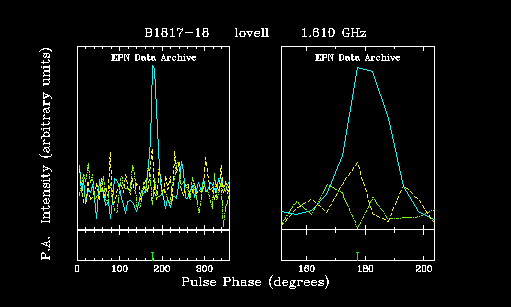 B1817-18 lovell 1.610 GHz
EPN Data Archive EPN Data Archive
Intensity (arbitrary units)
P.A.
0 100 200 300 160 180 200
Pulse Phase (degrees)